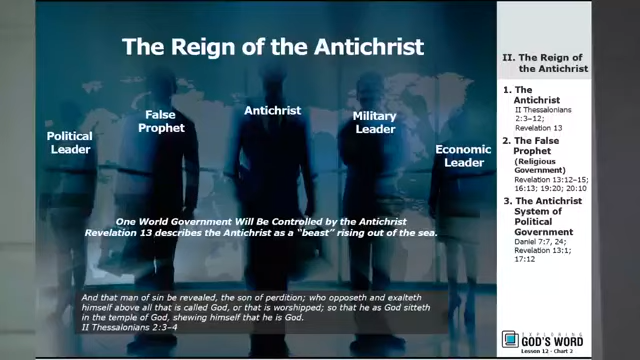 The Reign of the Antichrist
Political
Leader
False
Prophet
Antichrist
Military
Leader
Economic
Leader
One World Government Will Be Controlled by the Antichrist
Revelation 13 describes the Antichrist as a “beast” rising out of the sea.
And that man of sin be revealed, the son of perdition; who opposeth and exalteth
himself above all that is called God, or that is worshipped; so that he as God sitteth
in the temple of God, shewing himself that he is God.
II Thessalonians 2:3–4
II. The Reign of
the Antichrist
1. The
Antichrist
II Thessalonians
2:3–12;
Revelation 13
2. The False
Prophet
(Religious
Government)
Revelation 13:12–15;
16:13; 19:20; 20:10
3. The Antichrist
System of
Political
Government
Daniel 7:7, 24;
Revelation 13:1;
17:12
EXPLORING
GOD'S WORD
Lesson 12 - Chart 2